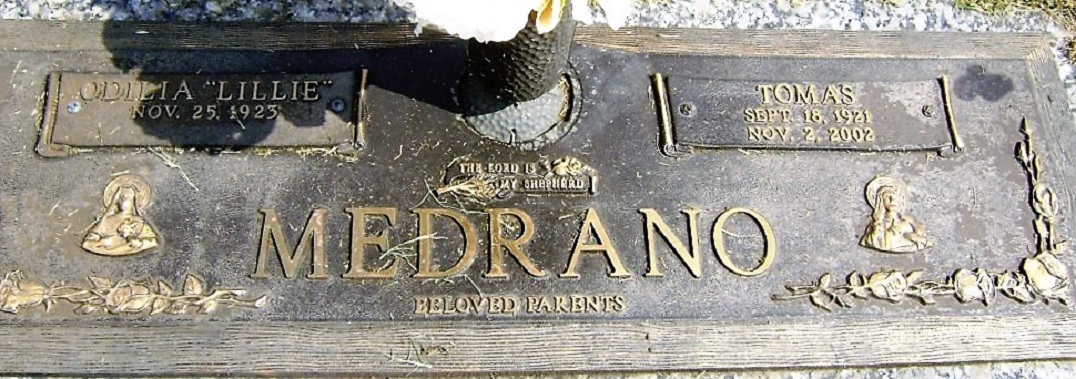 ODILIA "LILLIE"
NOV. 25, 1923
TOMAS
SEPT. 18, 1921
NOV. 2, 2002
THE LORD IS
MY SHEPHERD
MEDRANO
BELOVED PARENTS